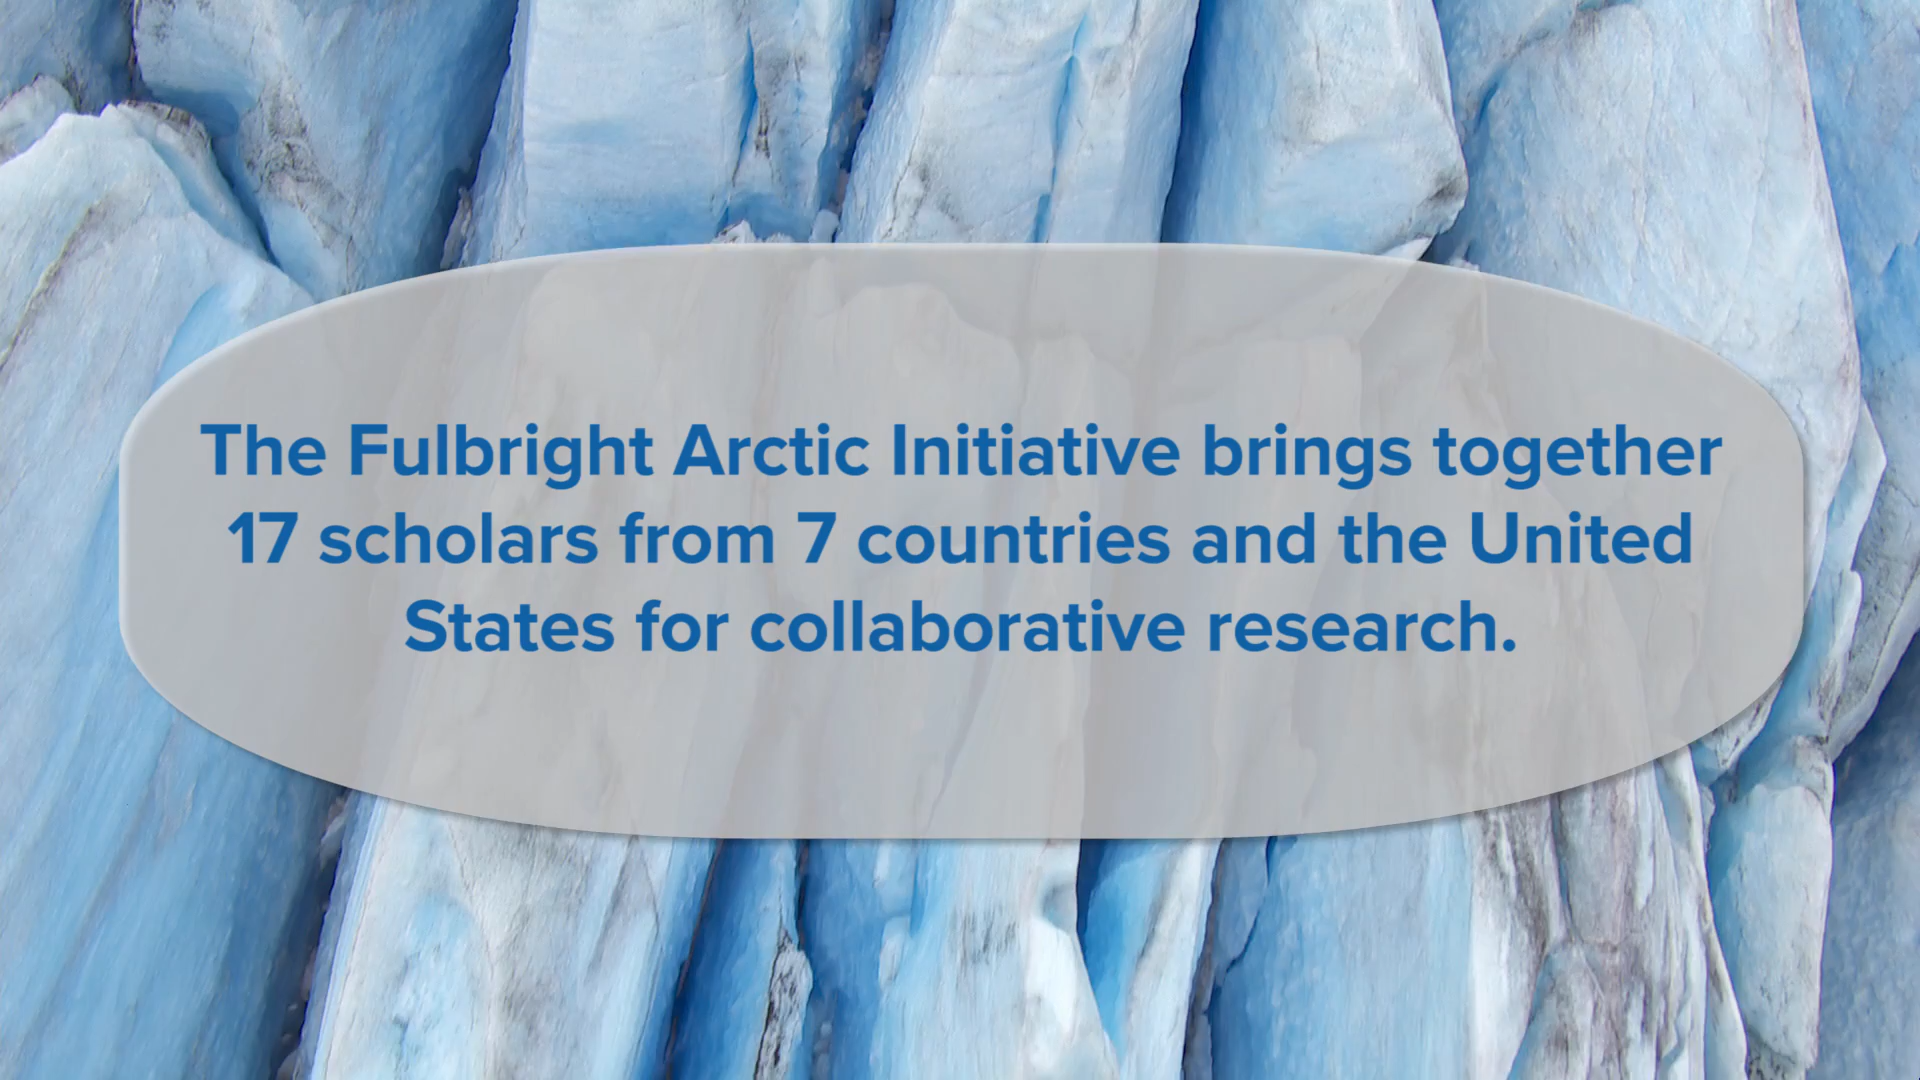 The Fulbright Arctic Initiative brings together
17 scholars from 7 countries and the United
States for collaborative research.